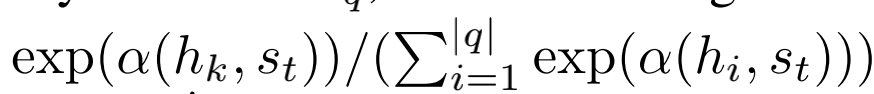 exp(α(h_k, s_t))/(∑_{i=1}^{|q|} exp(α(h_i, s_t)))